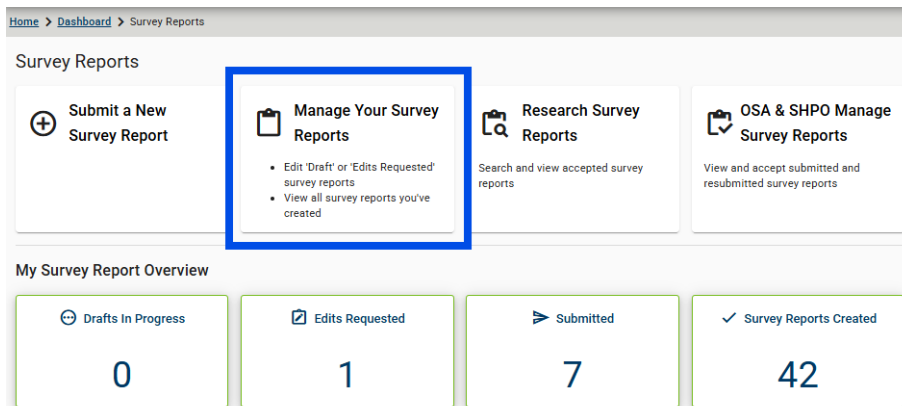 Home > Dashboard > Survey Reports
Survey Reports
Submit a New
Survey Report
Manage Your Survey
Reports
• Edit 'Draft' or 'Edits Requested'
survey reports
• View all survey reports you've
created
Research Survey
Reports
Search and view accepted survey
reports
OSA & SHPO Manage
Survey Reports
View and accept submitted and
resubmitted survey reports
My Survey Report Overview
Drafts In Progress
0
Edits Requested
1
Submitted
7
Survey Reports Created
42